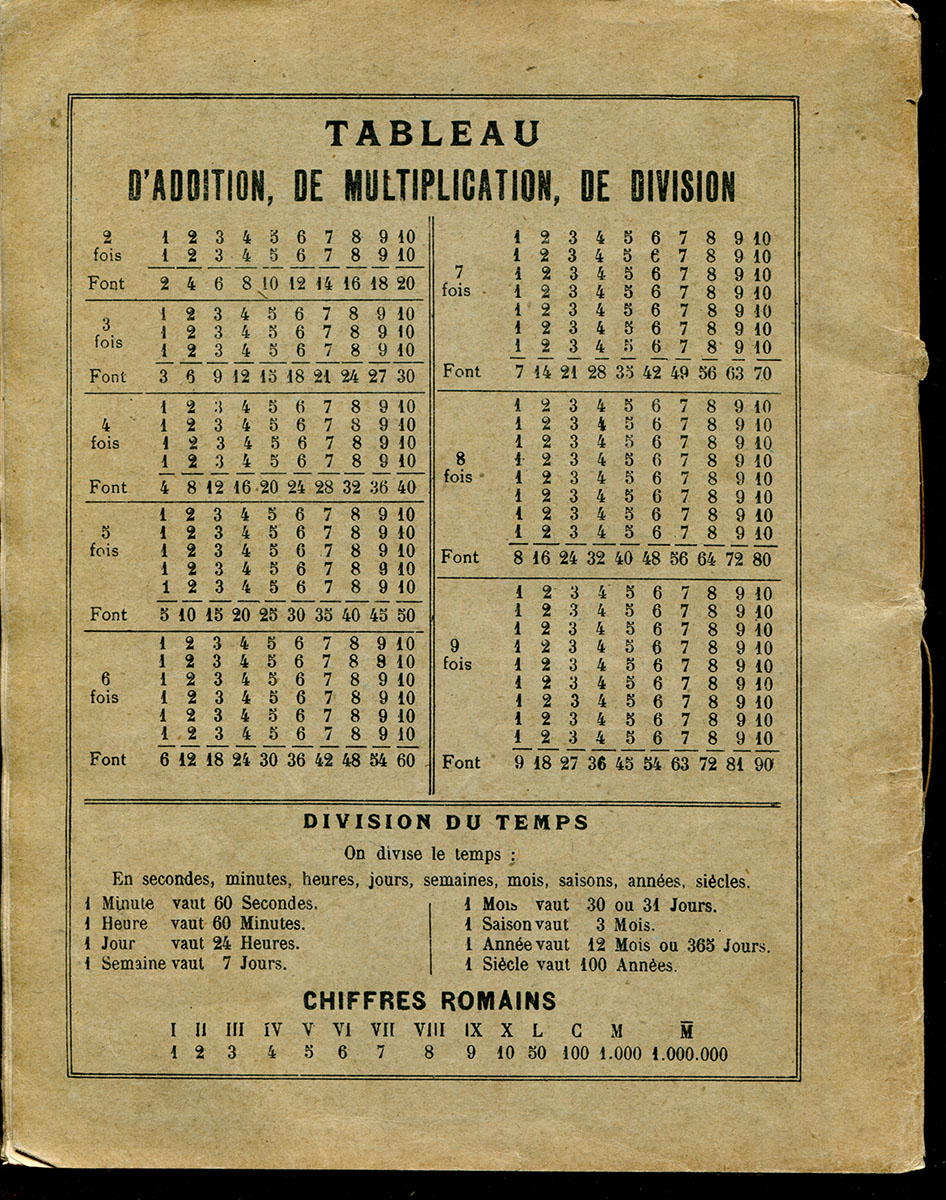 TABLEAU
D'ADDITION, DE MULTIPLICATION, DE DIVISION
2 fois
1 2 3 4 5 6 7 8 9 10
1 2 3 4 5 6 7 8 9 10
Font 2 4 6 8 10 12 14 16 18 20
3 fois
1 2 3 4 5 6 7 8 9 10
1 2 3 4 5 6 7 8 9 10
1 2 3 4 5 6 7 8 9 10
Font 3 6 9 12 15 18 21 24 27 30
4 fois
1 2 3 4 5 6 7 8 9 10
1 2 3 4 5 6 7 8 9 10
1 2 3 4 5 6 7 8 9 10
1 2 3 4 5 6 7 8 9 10
Font 4 8 12 16 20 24 28 32 36 40
5 fois
1 2 3 4 5 6 7 8 9 10
1 2 3 4 5 6 7 8 9 10
1 2 3 4 5 6 7 8 9 10
1 2 3 4 5 6 7 8 9 10
1 2 3 4 5 6 7 8 9 10
Font 5 10 15 20 25 30 35 40 45 50
6 fois
1 2 3 4 5 6 7 8 9 10
1 2 3 4 5 6 7 8 8 10
1 2 3 4 5 6 7 8 9 10
1 2 3 4 5 6 7 8 9 10
1 2 3 4 5 6 7 8 9 10
1 2 3 4 5 6 7 8 9 10
Font 6 12 18 24 30 36 42 48 54 60
7 fois
1 2 3 4 5 6 7 8 9 10
1 2 3 4 5 6 7 8 9 10
1 2 3 4 5 6 7 8 9 10
1 2 3 4 5 6 7 8 9 10
1 2 3 4 5 6 7 8 9 10
1 2 3 4 5 6 7 8 9 10
1 2 3 4 5 6 7 8 9 10
Font 7 14 21 28 35 42 49 56 63 70
8 fois
1 2 3 4 5 6 7 8 9 10
1 2 3 4 5 6 7 8 9 10
1 2 3 4 5 6 7 8 9 10
1 2 3 4 5 6 7 8 9 10
1 2 3 4 5 6 7 8 9 10
1 2 3 4 5 6 7 8 9 10
1 2 3 4 5 6 7 8 9 10
1 2 3 4 5 6 7 8 9 10
Font 8 16 24 32 40 48 56 64 72 80
9 fois
1 2 3 4 5 6 7 8 9 10
1 2 3 4 5 6 7 8 9 10
1 2 3 4 5 6 7 8 9 10
1 2 3 4 5 6 7 8 9 10
1 2 3 4 5 6 7 8 9 10
1 2 3 4 5 6 7 8 9 10
1 2 3 4 5 6 7 8 9 10
1 2 3 4 5 6 7 8 9 10
1 2 3 4 5 6 7 8 9 10
Font 9 18 27 36 45 54 63 72 81 90
DIVISION DU TEMPS
On divise le temps :
En secondes, minutes, heures, jours, semaines, mois, saisons, années, siécles.
1 Minute vaut 60 Secondes.
1 Heure vaut 60 Minutes.
1 Jour vaut 24 Heures.
1 Semaine vaut 7 Jours.
1 Mois vaut 30 ou 31 Jours.
1 Saison vaut 3 Mois.
1 Année vaut 12 Mois ou 365 Jours.
1 Siècle vaut 100 Années.
CHIFFRES ROMAINS
I II III IV V VI VII VIII IX X L C M M̅
1 2 3 4 5 6 7 8 9 10 50 100 1.000 1.000.000